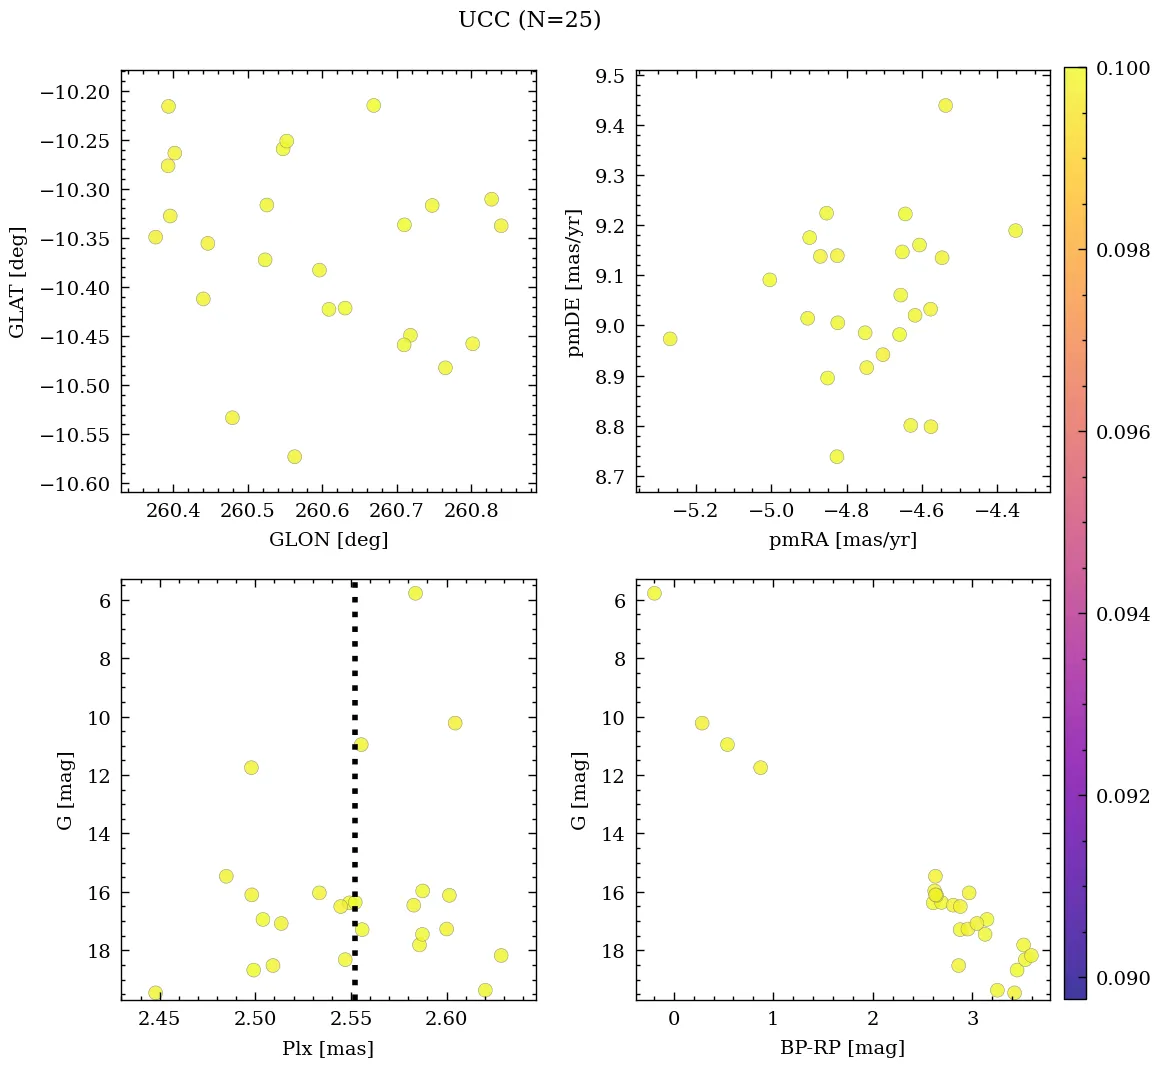 UCC (N=25)
−10.20
−10.25
−10.30
−10.35
−10.40
−10.45
−10.50
−10.55
−10.60
GLAT [deg]
260.4 260.5 260.6 260.7 260.8
GLON [deg]
9.5
9.4
9.3
9.2
9.1
9.0
8.9
8.8
8.7
pmDE [mas/yr]
−5.2 −5.0 −4.8 −4.6 −4.4
pmRA [mas/yr]
6
8
10
12
14
16
18
G [mag]
2.45 2.50 2.55 2.60
Plx [mas]
6
8
10
12
14
16
18
G [mag]
0 1 2 3
BP-RP [mag]
0.100
0.098
0.096
0.094
0.092
0.090